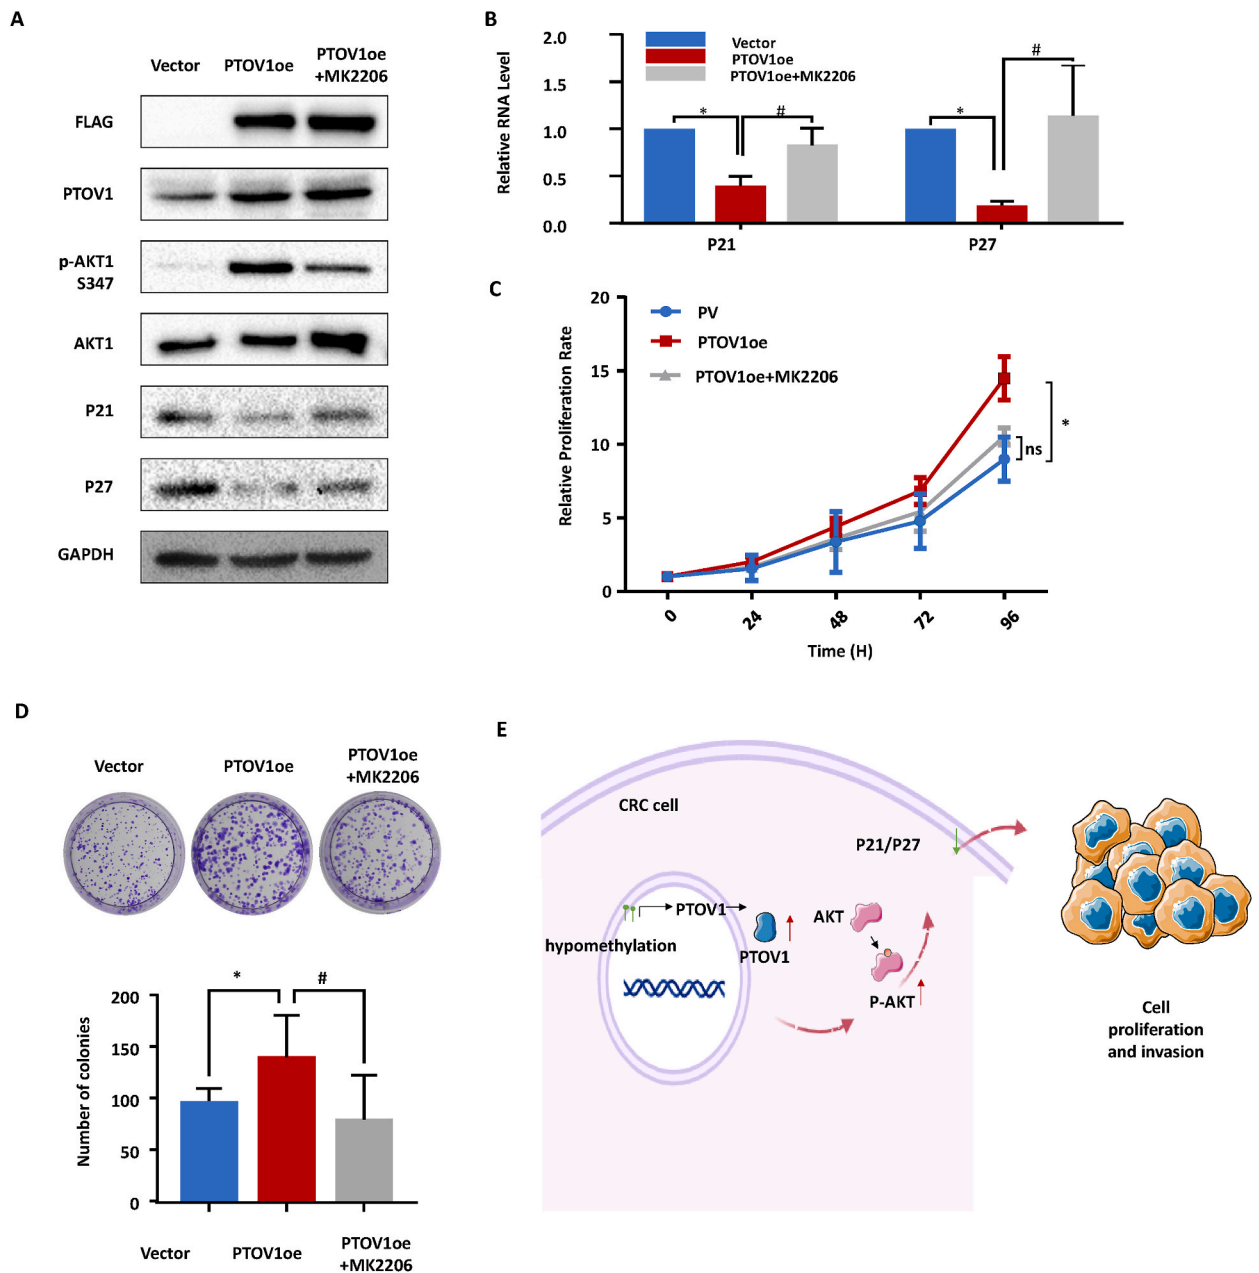 A
Vector
PTOV1oe
PTOV1oe
+MK2206
FLAG
PTOV1
p-AKT1
S347
AKT1
P21
P27
GAPDH
B
Relative RNA Level
2.0
1.5
1.0
0.5
0.0
Vector
PTOV1oe
PTOV1oe+MK2206
*
#
*
#
P21
P27
C
Relative Proliferation Rate
20
15
10
5
0
PV
PTOV1oe
PTOV1oe+MK2206
ns
*
0
24
48
72
96
Time (H)
D
Vector
PTOV1oe
PTOV1oe
+MK2206
Number of colonies
200
150
100
50
0
*
#
Vector
PTOV1oe
PTOV1oe
+MK2206
E
CRC cell
P21/P27
PTOV1
hypomethylation
PTOV1
AKT
P-AKT
Cell
proliferation
and invasion